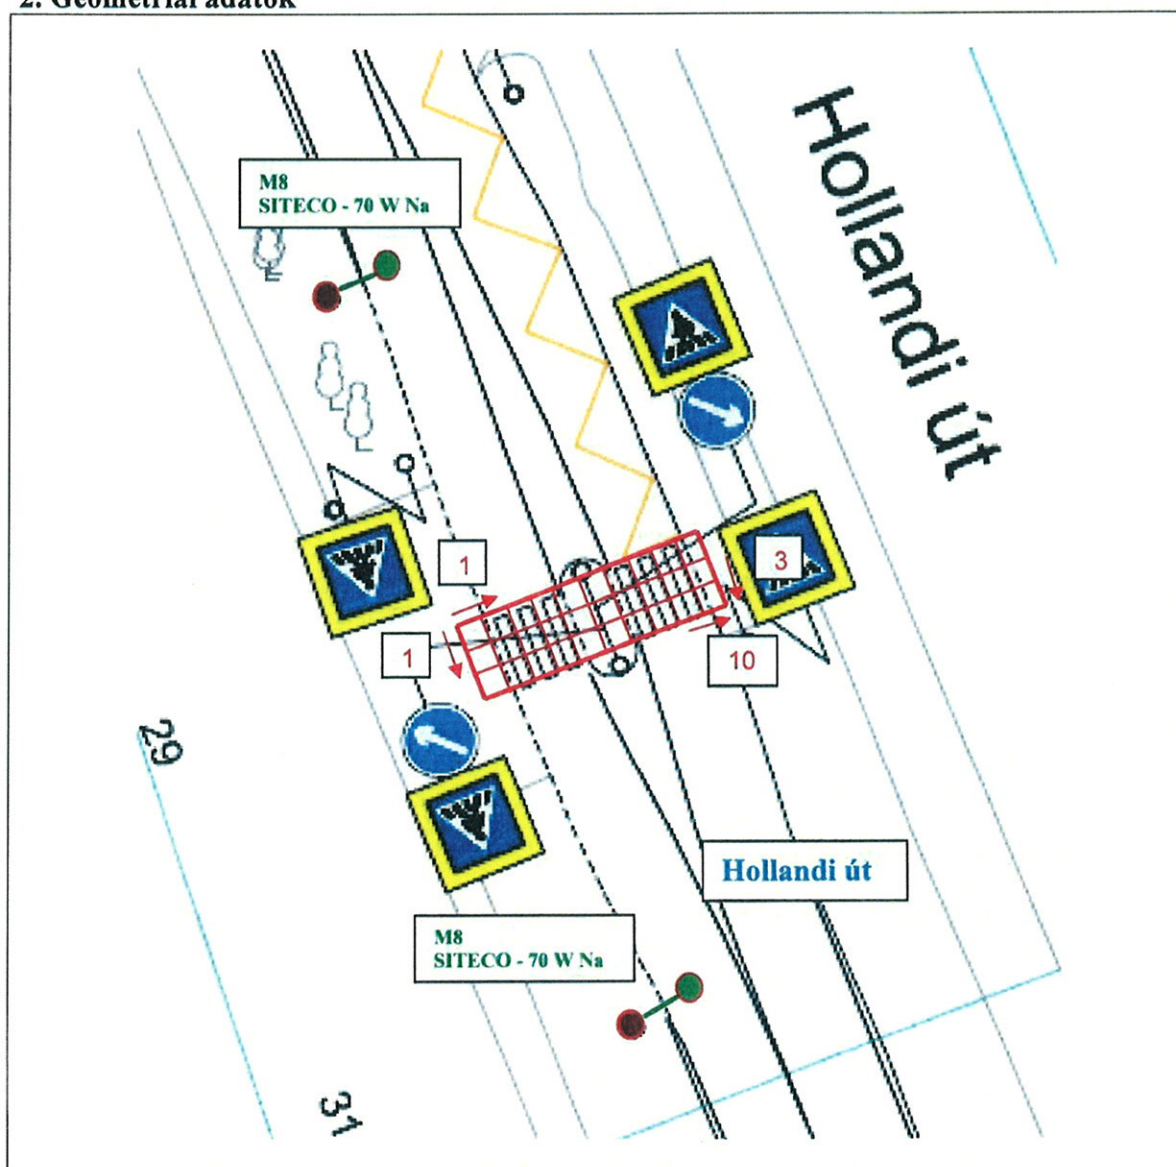 2. Geometriai adatok
M8
SITECO - 70 W Na
Hollandi út
1
3
1
10
29
Hollandi út
M8
SITECO - 70 W Na
31